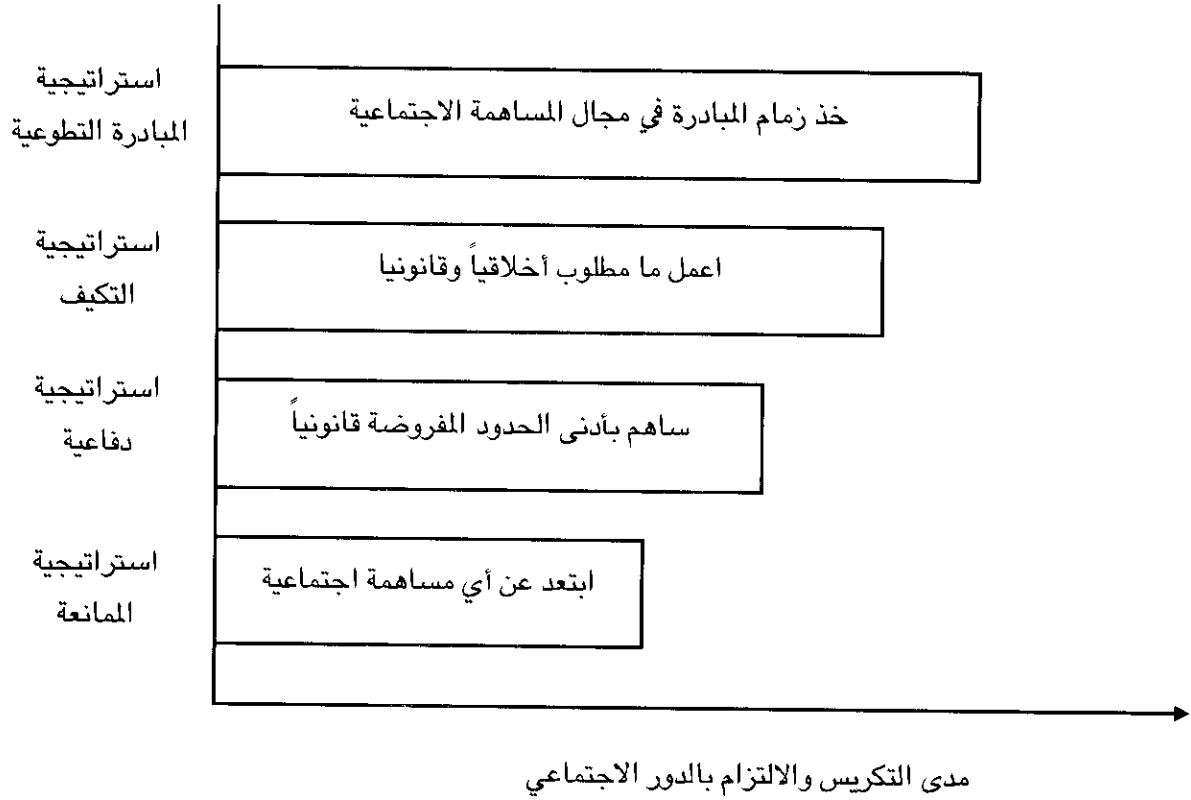 استراتيجية
المبادرة التطوعية
خذ زمام المبادرة في مجال المساهمة الاجتماعية
استراتيجية
التكيف
اعمل ما مطلوب أخلاقياً وقانونيا
استراتيجية
دفاعية
ساهم بأدنى الحدود المفروضة قانونياً
استراتيجية
الممانعة
ابتعد عن أي مساهمة اجتماعية
مدى التكريس والالتزام بالدور الاجتماعي